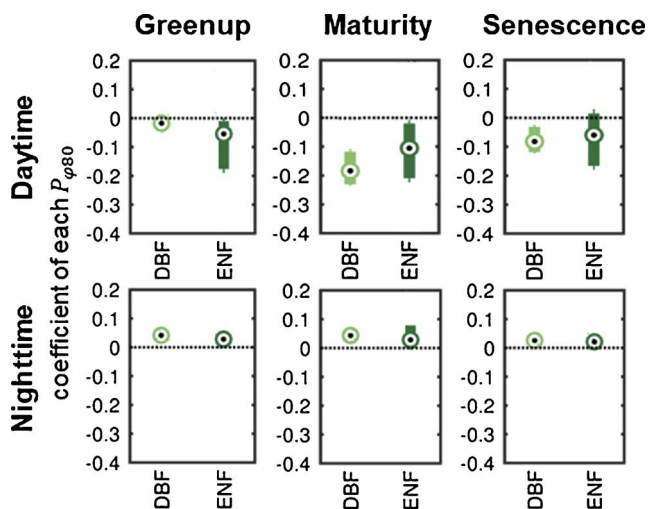 Greenup Maturity Senescence
Daytime
Nighttime
coefficient of each P_φ80
0.2 0.2 0.2
0.1 0.1 0.1
0 0 0
-0.1 -0.1 -0.1
-0.2 -0.2 -0.2
-0.3 -0.3 -0.3
-0.4 -0.4 -0.4
DBF ENF DBF ENF DBF ENF
0.2 0.2 0.2
0.1 0.1 0.1
0 0 0
-0.1 -0.1 -0.1
-0.2 -0.2 -0.2
-0.3 -0.3 -0.3
-0.4 -0.4 -0.4
DBF ENF DBF ENF DBF ENF